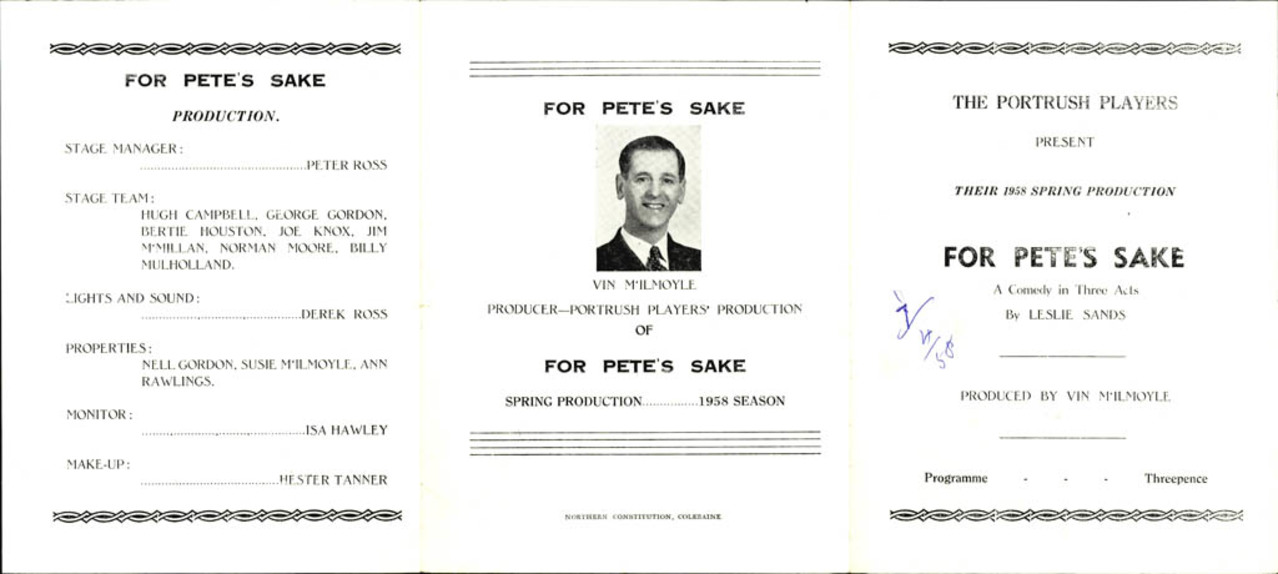 FOR PETE'S SAKE
PRODUCTION.
STAGE MANAGER:
PETER ROSS
STAGE TEAM:
HUGH CAMPBELL, GEORGE GORDON,
BERTIE HOUSTON, JOE KNOX, JIM
M'MILLAN, NORMAN MOORE, BILLY
MULHOLLAND.
LIGHTS AND SOUND:
DEREK ROSS
PROPERTIES:
NELL GORDON, SUSIE M'ILMOYLE, ANN
RAWLINGS.
MONITOR:
ISA HAWLEY
MAKE-UP:
HESTER TANNER
FOR PETE'S SAKE
VIN M'ILMOYLE
PRODUCER—PORTRUSH PLAYERS' PRODUCTION
OF
FOR PETE'S SAKE
SPRING PRODUCTION..............1958 SEASON
NORTHERN CONSTITUTION, COLERAINE
THE PORTRUSH PLAYERS
PRESENT
THEIR 1958 SPRING PRODUCTION
FOR PETE'S SAKE
A Comedy in Three Acts
By LESLIE SANDS
PRODUCED BY VIN M'ILMOYLE
Programme - - - Threepence